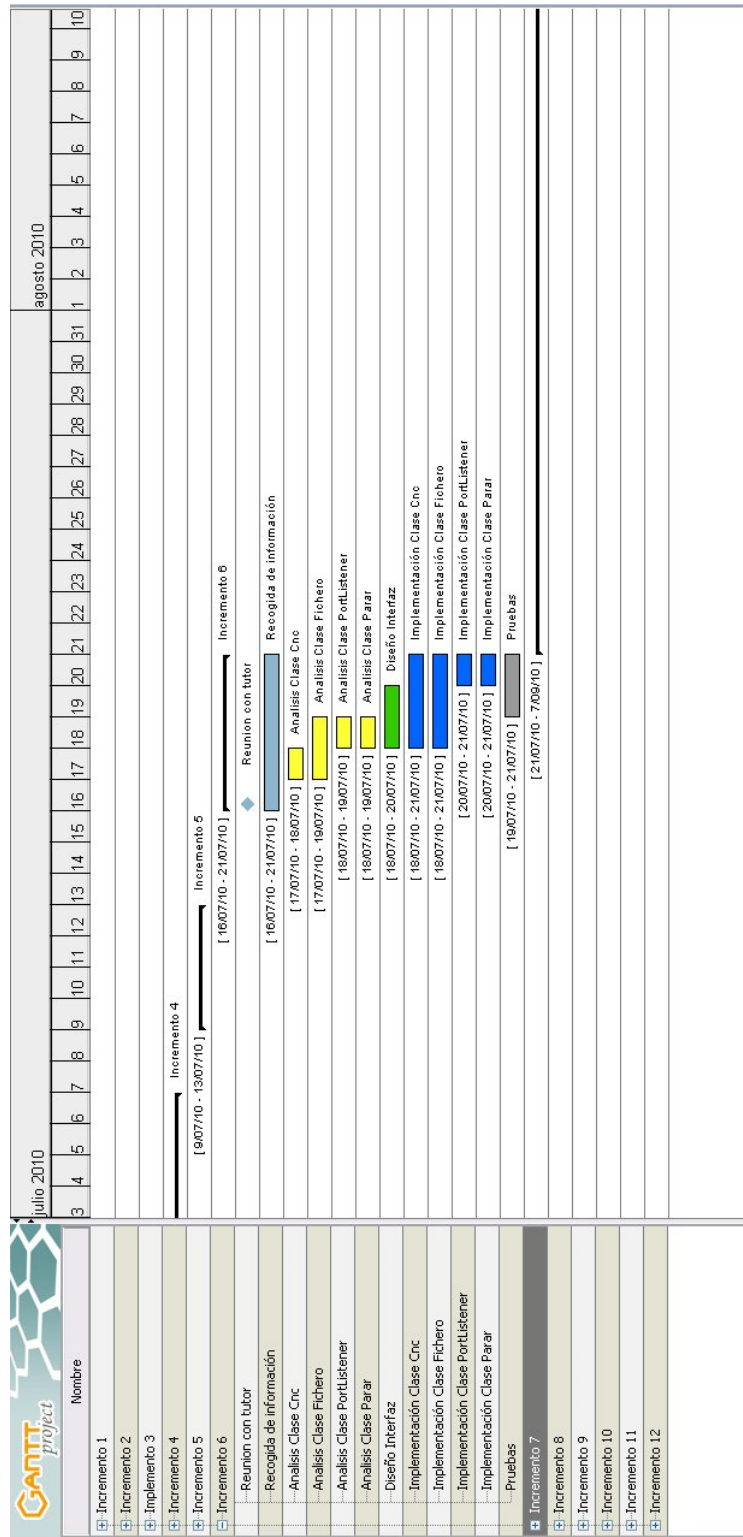 GANTT
project
Nombre
Incremento 1
Incremento 2
Implemento 3
Incremento 4
Incremento 5
Incremento 6
Reunion con tutor
Recogida de información
Analisis Clase Cnc
Analisis Clase Fichero
Analisis Clase PortListener
Analisis Clase Parar
Diseño Interfaz
Implementación Clase Cnc
Implementación Clase Fichero
Implementación Clase PortListener
Implementación Clase Parar
Pruebas
Incremento 7
Incremento 8
Incremento 9
Incremento 10
Incremento 11
Incremento 12
julio 2010 agosto 2010
3 4 5 6 7 8 9 10 11 12 13 14 15 16 17 18 19 20 21 22 23 24 25 26 27 28 29 30 31 1 2 3 4 5 6 7 8 9 10
Incremento 4
[ 9/07/10 - 13/07/10 ] Incremento 5
[ 16/07/10 - 21/07/10 ] Incremento 6
Reunion con tutor
[ 16/07/10 - 21/07/10 ] Recogida de información
[ 17/07/10 - 18/07/10 ] Analisis Clase Cnc
[ 17/07/10 - 19/07/10 ] Analisis Clase Fichero
[ 18/07/10 - 19/07/10 ] Analisis Clase PortListener
[ 18/07/10 - 19/07/10 ] Analisis Clase Parar
[ 18/07/10 - 20/07/10 ] Diseño Interfaz
[ 18/07/10 - 21/07/10 ] Implementación Clase Cnc
[ 18/07/10 - 21/07/10 ] Implementación Clase Fichero
[ 20/07/10 - 21/07/10 ] Implementación Clase PortListener
[ 20/07/10 - 21/07/10 ] Implementación Clase Parar
[ 19/07/10 - 21/07/10 ] Pruebas
[ 21/07/10 - 7/09/10 ]